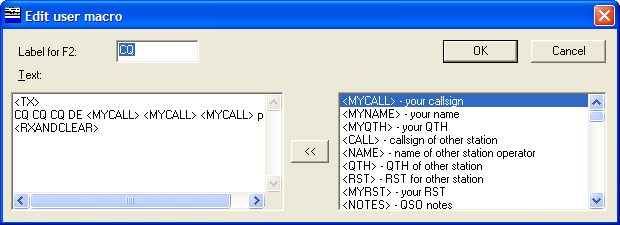 Edit user macro
Label for F2:
CQ
OK
Cancel
Text:
<TX>
CQ CQ CQ DE <MYCALL> <MYCALL> <MYCALL> p
<RXANDCLEAR>
<<
<MYCALL> - your callsign
<MYNAME> - your name
<MYQTH> - your QTH
<CALL> - callsign of other station
<NAME> - name of other station operator
<QTH> - QTH of other station
<RST> - RST for other station
<MYRST> - your RST
<NOTES> - QSO notes